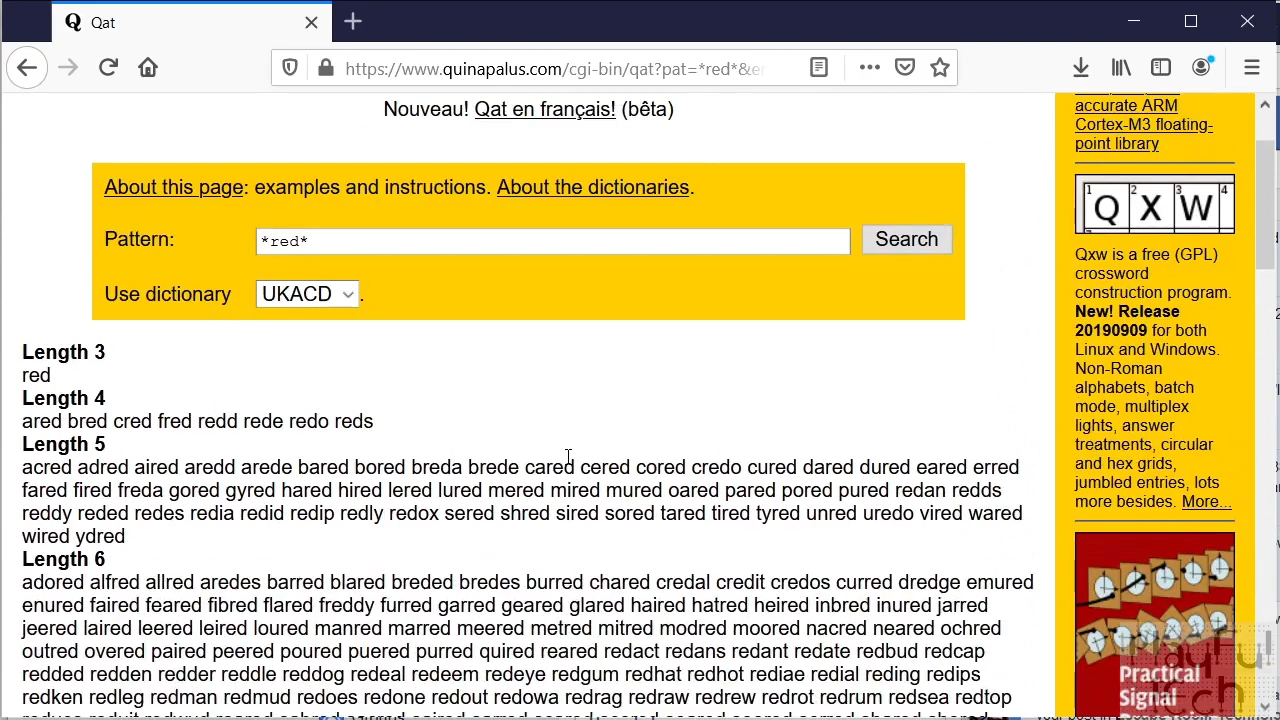 Qat
https://www.quinapalus.com/cgi-bin/qat?pat=*red*&e
Nouveau! Qat en français! (bêta)
About this page: examples and instructions. About the dictionaries.
Pattern: *red* Search
Use dictionary UKACD .
Length 3
red
Length 4
ared bred cred fred redd rede redo reds
Length 5
acred adred aired aredd arede bared bored breda brede cared cered cored credo cured dared dured eared erred
fared fired freda gored gyred hared hired lered lured mered mired mured oared pared pored pured redan redds
reddy reded redes redia redid redip redly redox sered shred sired sored tared tired tyred unred uredo vired wared
wired ydred
Length 6
adored alfred allred aredes barred blared breded bredes burred chared credal credit credos curred dredge emured
enured faired feared fibred flared freddy furred garred geared glared haired hatred heired inbred inured jarred
jeered laired leered leired loured manred marred meered metred mitred modred moored nacred neared ochred
outred overed paired peered poured puered purred quired reared redact redans redant redate redbud redcap
redded redden redder reddle reddog redeal redeem redeye redgum redhat redhot rediae redial reding redips
redken redleg redman redmud redoes redone redout redow redrag redraw redrew redrot redrum redsea redtop
accurate ARM
Cortex-M3 floating-
point library
1 2 3 4
QXW
Qxw is a free (GPL)
crossword
construction program.
New! Release
20190909 for both
Linux and Windows.
Non-Roman
alphabets, batch
mode, multiplex
lights, answer
treatments, circular
and hex grids,
jumbled entries, lots
more besides. More...
Practical
Signal